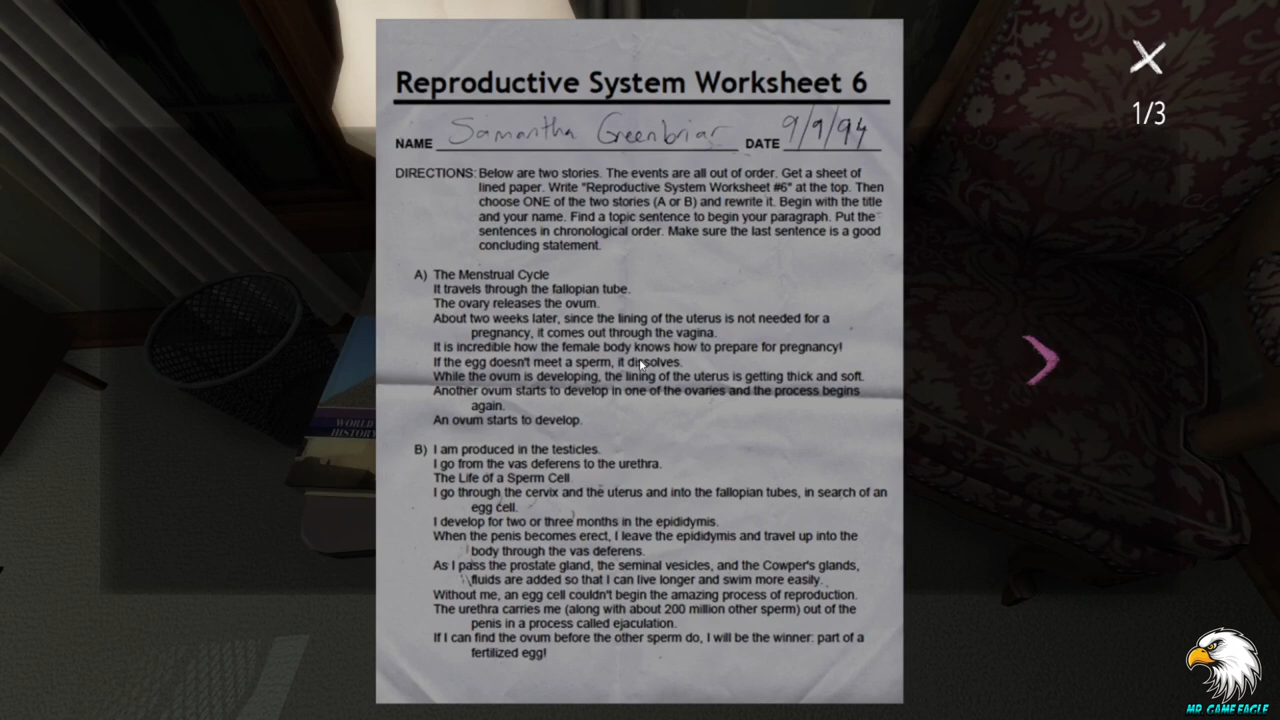 Reproductive System Worksheet 6
NAME Samantha Greenbriar DATE 9/9/94
DIRECTIONS: Below are two stories. The events are all out of order. Get a sheet of
lined paper. Write "Reproductive System Worksheet #6" at the top. Then
choose ONE of the two stories (A or B) and rewrite it. Begin with the title
and your name. Find a topic sentence to begin your paragraph. Put the
sentences in chronological order. Make sure the last sentence is a good
concluding statement.
A) The Menstrual Cycle
It travels through the fallopian tube.
The ovary releases the ovum.
About two weeks later, since the lining of the uterus is not needed for a
pregnancy, it comes out through the vagina.
It is incredible how the female body knows how to prepare for pregnancy!
If the egg doesn't meet a sperm, it dissolves.
While the ovum is developing, the lining of the uterus is getting thick and soft.
Another ovum starts to develop in one of the ovaries and the process begins
again.
An ovum starts to develop.
B) I am produced in the testicles.
I go from the vas deferens to the urethra.
The Life of a Sperm Cell
I go through the cervix and the uterus and into the fallopian tubes, in search of an
egg cell.
I develop for two or three months in the epididymis.
When the penis becomes erect, I leave the epididymis and travel up into the
body through the vas deferens.
As I pass the prostate gland, the seminal vesicles, and the Cowper's glands,
fluids are added so that I can live longer and swim more easily.
Without me, an egg cell couldn't begin the amazing process of reproduction.
The urethra carries me (along with about 200 million other sperm) out of the
penis in a process called ejaculation.
If I can find the ovum before the other sperm do, I will be the winner: part of a
fertilized egg!
1/3
WORLD
HISTORY
MR GAME EAGLE